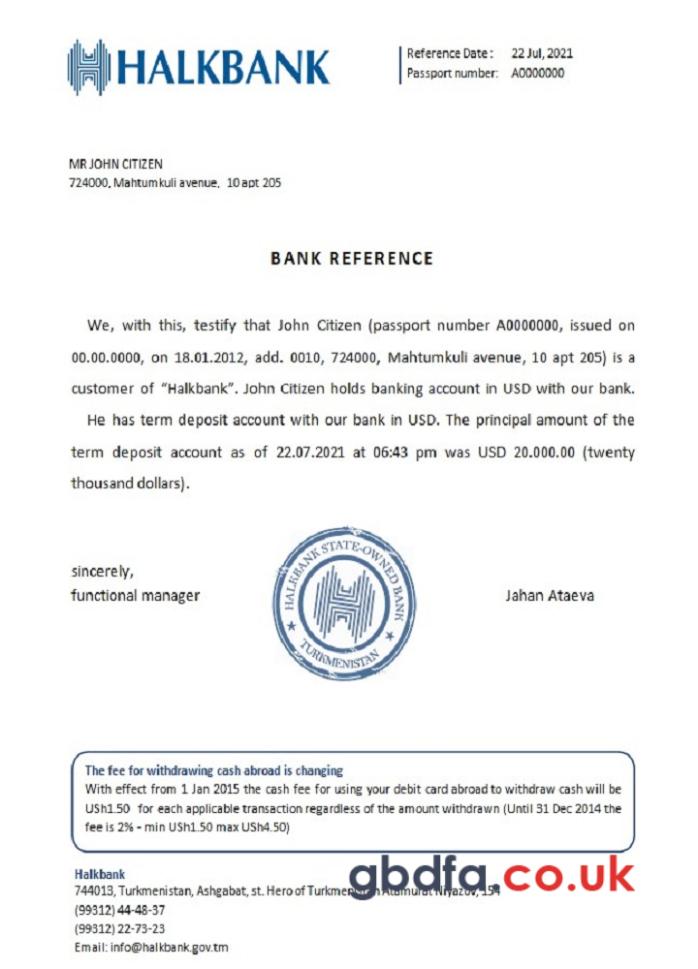 HALKBANK
Reference Date : 22 Jul, 2021
Passport number: A0000000
MR JOHN CITIZEN
724000, Mahtumkuli avenue, 10 apt 205
BANK REFERENCE
We, with this, testify that John Citizen (passport number A0000000, issued on
00.00.0000, on 18.01.2012, add. 0010, 724000, Mahtumkuli avenue, 10 apt 205) is a
customer of “Halkbank”. John Citizen holds banking account in USD with our bank.
He has term deposit account with our bank in USD. The principal amount of the
term deposit account as of 22.07.2021 at 06:43 pm was USD 20.000.00 (twenty
thousand dollars).
sincerely,
functional manager
HALKBANK STATE-OWNED BANK
TURKMENISTAN
Jahan Ataeva
The fee for withdrawing cash abroad is changing
With effect from 1 Jan 2015 the cash fee for using your debit card abroad to withdraw cash will be
USh1.50 for each applicable transaction regardless of the amount withdrawn (Until 31 Dec 2014 the
fee is 2% - min USh1.50 max USh4.50)
Halkbank
744013, Turkmenistan, Ashgabat, st. Hero of Turkmenistan Atamurat Niyazov, 154
gbdfa.co.uk
(99312) 44-48-37
(99312) 22-73-23
Email: info@halkbank.gov.tm